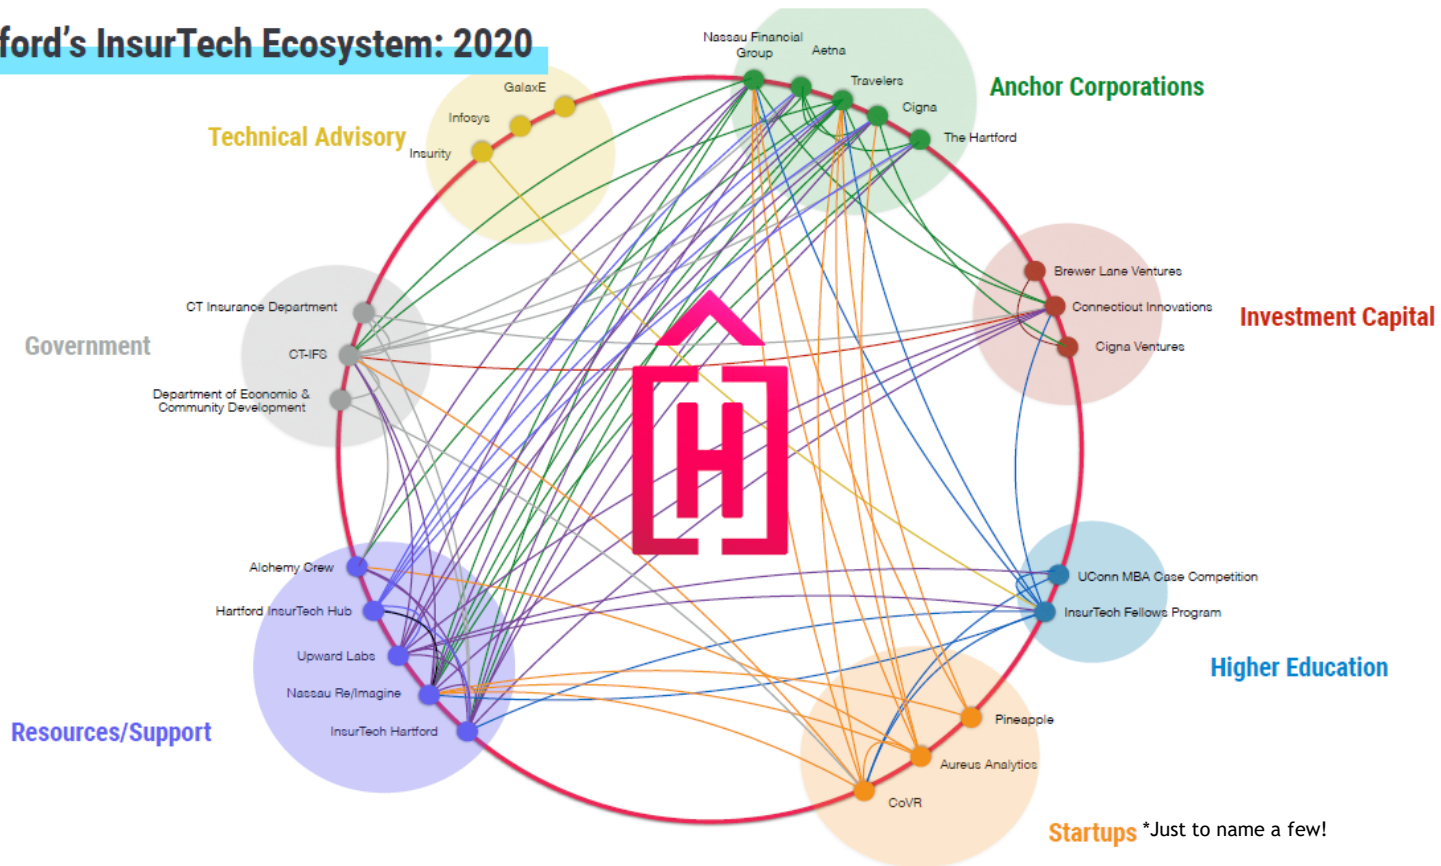 ford's InsurTech Ecosystem: 2020
Nassau Financial
Group
Aetna
Travelers
Cigna
The Hartford
Anchor Corporations
GalaxE
Infosys
Insurity
Technical Advisory
Brewer Lane Ventures
Connecticut Innovations
Cigna Ventures
Investment Capital
CT Insurance Department
CT-IFS
Department of Economic &
Community Development
Government
H
Alchemy Crew
Hartford InsurTech Hub
Upward Labs
Nassau Re/Imagine
InsurTech Hartford
Resources/Support
UConn MBA Case Competition
InsurTech Fellows Program
Higher Education
Pineapple
Aureus Analytics
CoVR
Startups *Just to name a few!